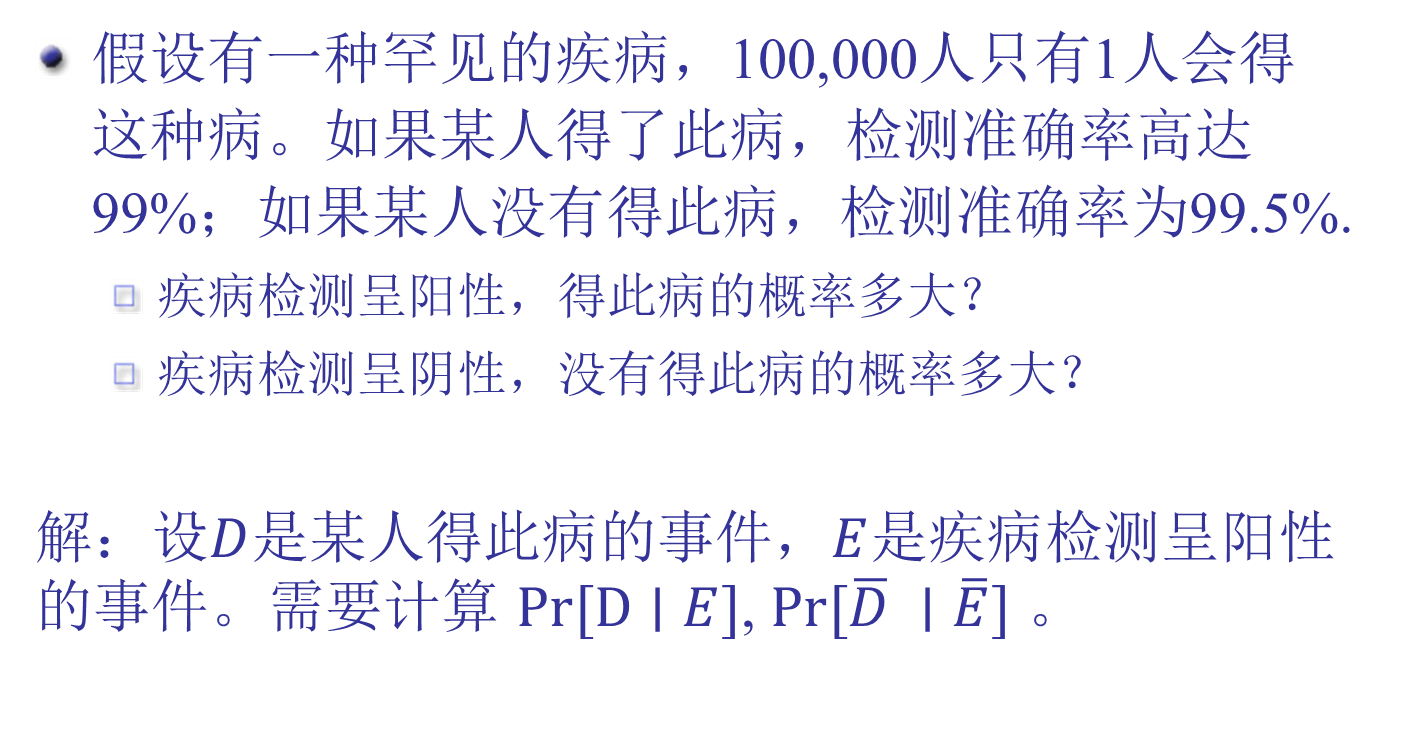 假设有一种罕见的疾病，100,000人只有1人会得
这种病。如果某人得了此病，检测准确率高达
99%；如果某人没有得此病，检测准确率为99.5%.
疾病检测呈阳性，得此病的概率多大？
疾病检测呈阴性，没有得此病的概率多大？
解：设D是某人得此病的事件，E是疾病检测呈阳性
的事件。需要计算 Pr[D | E], Pr[D̅ | E̅] 。